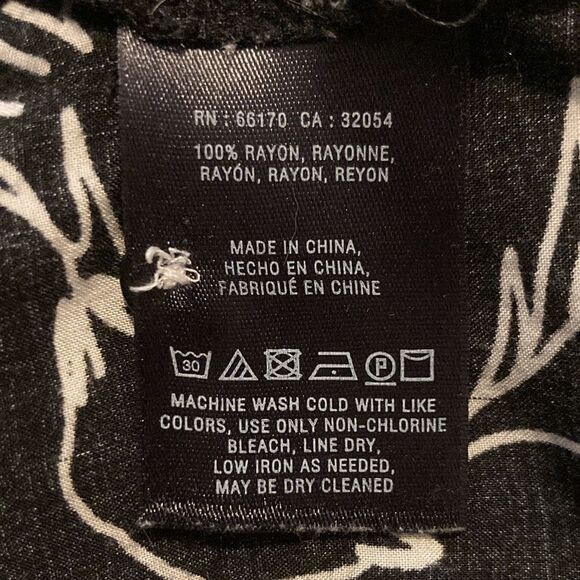 RN : 66170 CA : 32054
100% RAYON, RAYONNE,
RAYÓN, RAYON, REYON
MADE IN CHINA,
HECHO EN CHINA,
FABRIQUÉ EN CHINE
30 P
MACHINE WASH COLD WITH LIKE
COLORS, USE ONLY NON-CHLORINE
BLEACH, LINE DRY,
LOW IRON AS NEEDED,
MAY BE DRY CLEANED